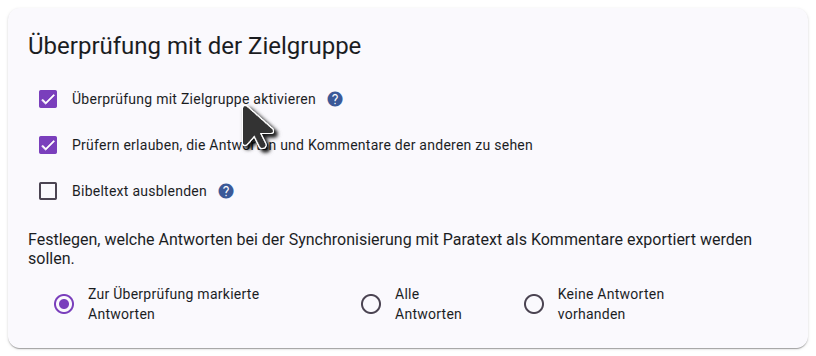 Überprüfung mit der Zielgruppe
Überprüfung mit Zielgruppe aktivieren ?
Prüfern erlauben, die Antworten und Kommentare der anderen zu sehen
Bibeltext ausblenden ?
Festlegen, welche Antworten bei der Synchronisierung mit Paratext als Kommentare exportiert werden
sollen.
Zur Überprüfung markierte
Antworten
Alle
Antworten
Keine Antworten
vorhanden